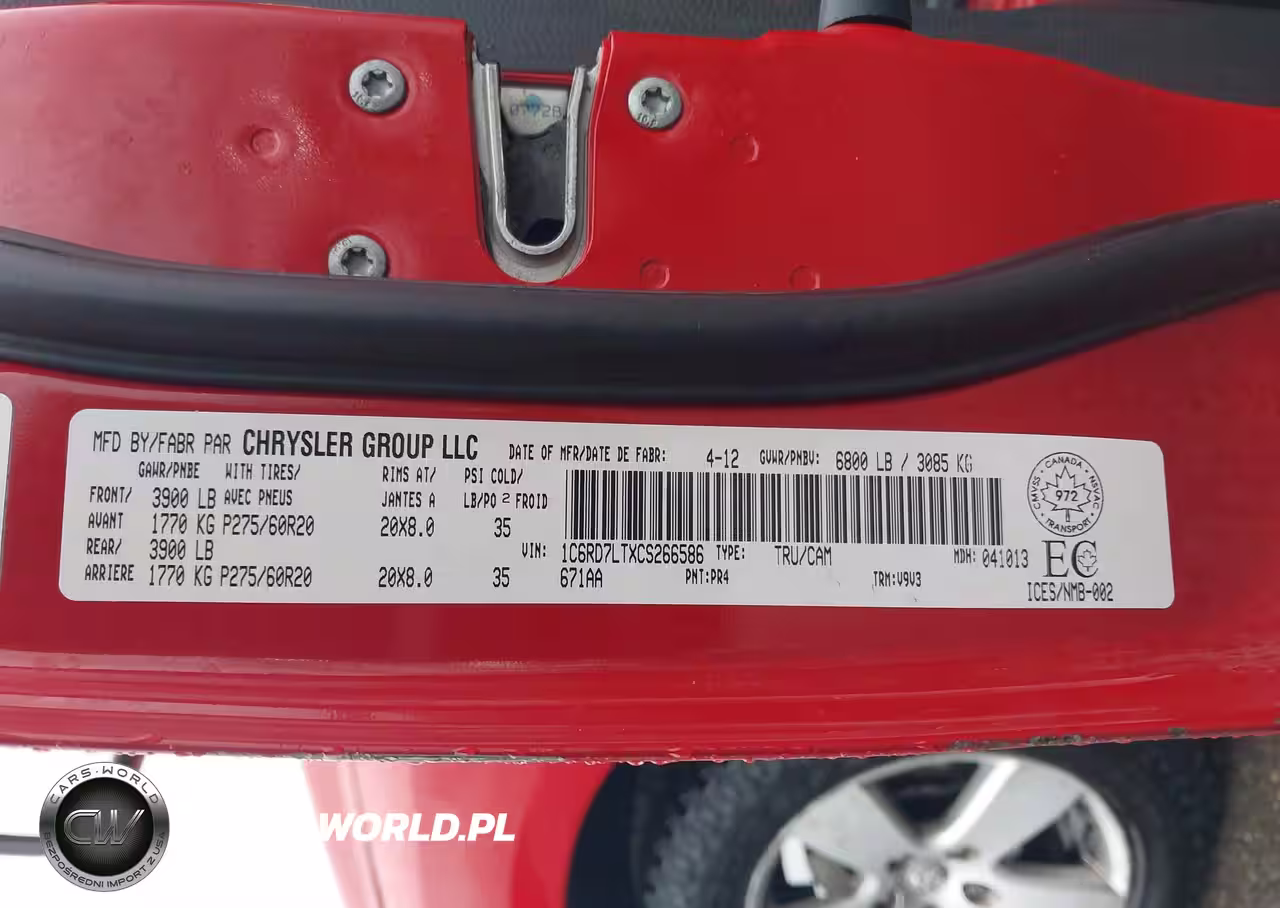 MFD BY/FABR PAR CHRYSLER GROUP LLC DATE OF MFR/DATE DE FABR: 4-12 GVWR/PNBV: 6800 LB / 3085 KG
GAWR/PNBE WITH TIRES/ RIMS AT/ PSI COLD/
FRONT/ 3900 LB AVEC PNEUS JANTES A LB/PO 2 FROID
AVANT 1770 KG P275/60R20 20X8.0 35
REAR/ 3900 LB VIN: 1C6RD7LTXCS266586 TYPE: TRU/CAM MDH: 041013
ARRIERE 1770 KG P275/60R20 20X8.0 35 671AA PNT:PR4 TRM:V9V3
CANADA
CMVSS 972 NSVAC
TRANSPORT
EC
ICES/NMB-002
CARS-WORLD
CW
BEZPOŚREDNI IMPORT Z USA
WORLD.PL